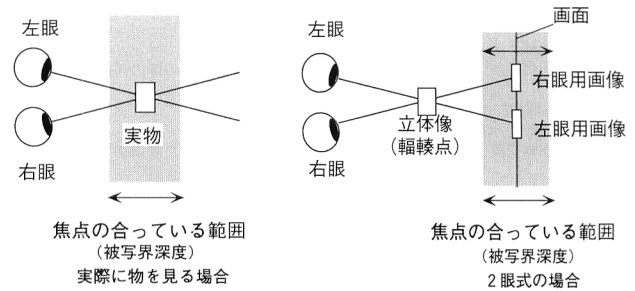 左眼
右眼
実物
焦点の合っている範囲
(被写界深度)
実際に物を見る場合
左眼
右眼
立体像
(輻輳点)
画面
右眼用画像
左眼用画像
焦点の合っている範囲
(被写界深度)
2眼式の場合